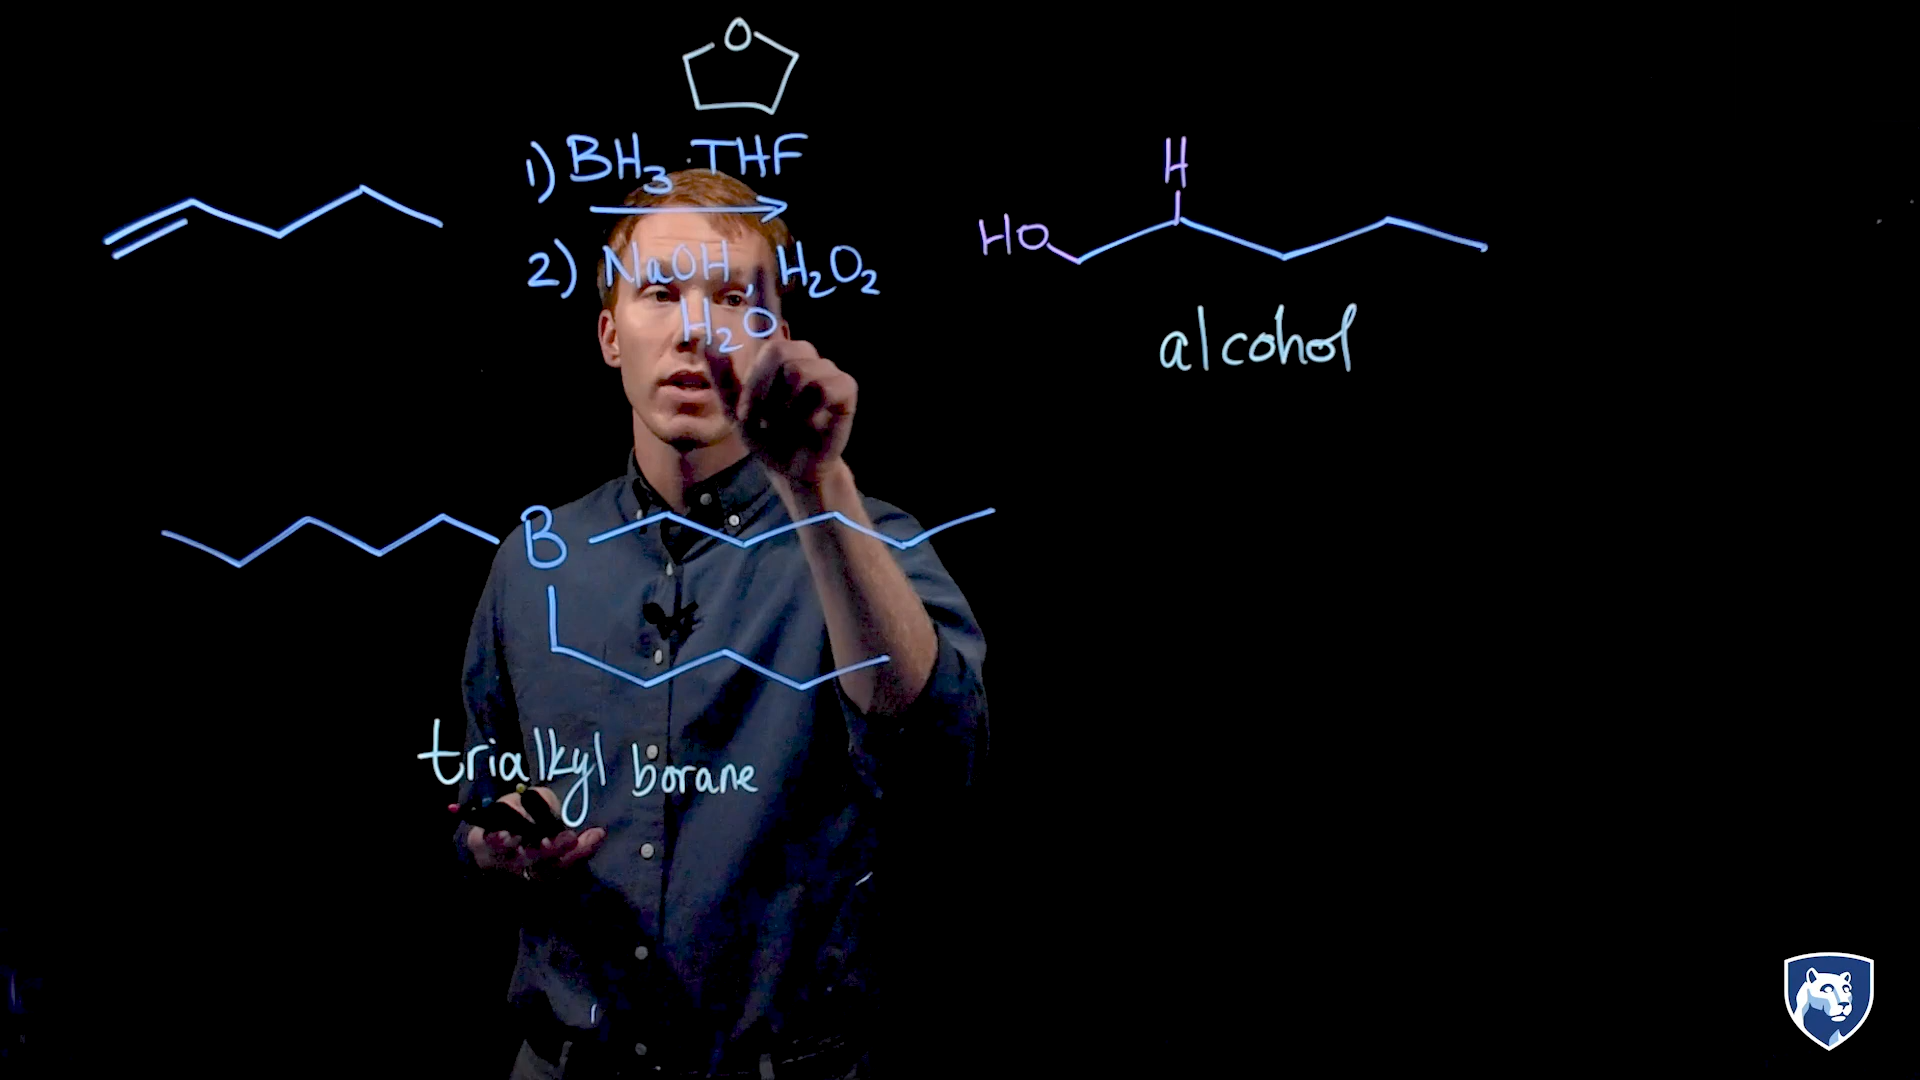 O
1) BH₃·THF
2) NaOH, H₂O₂
H₂O
H
HO
alcohol
B
trialkyl borane